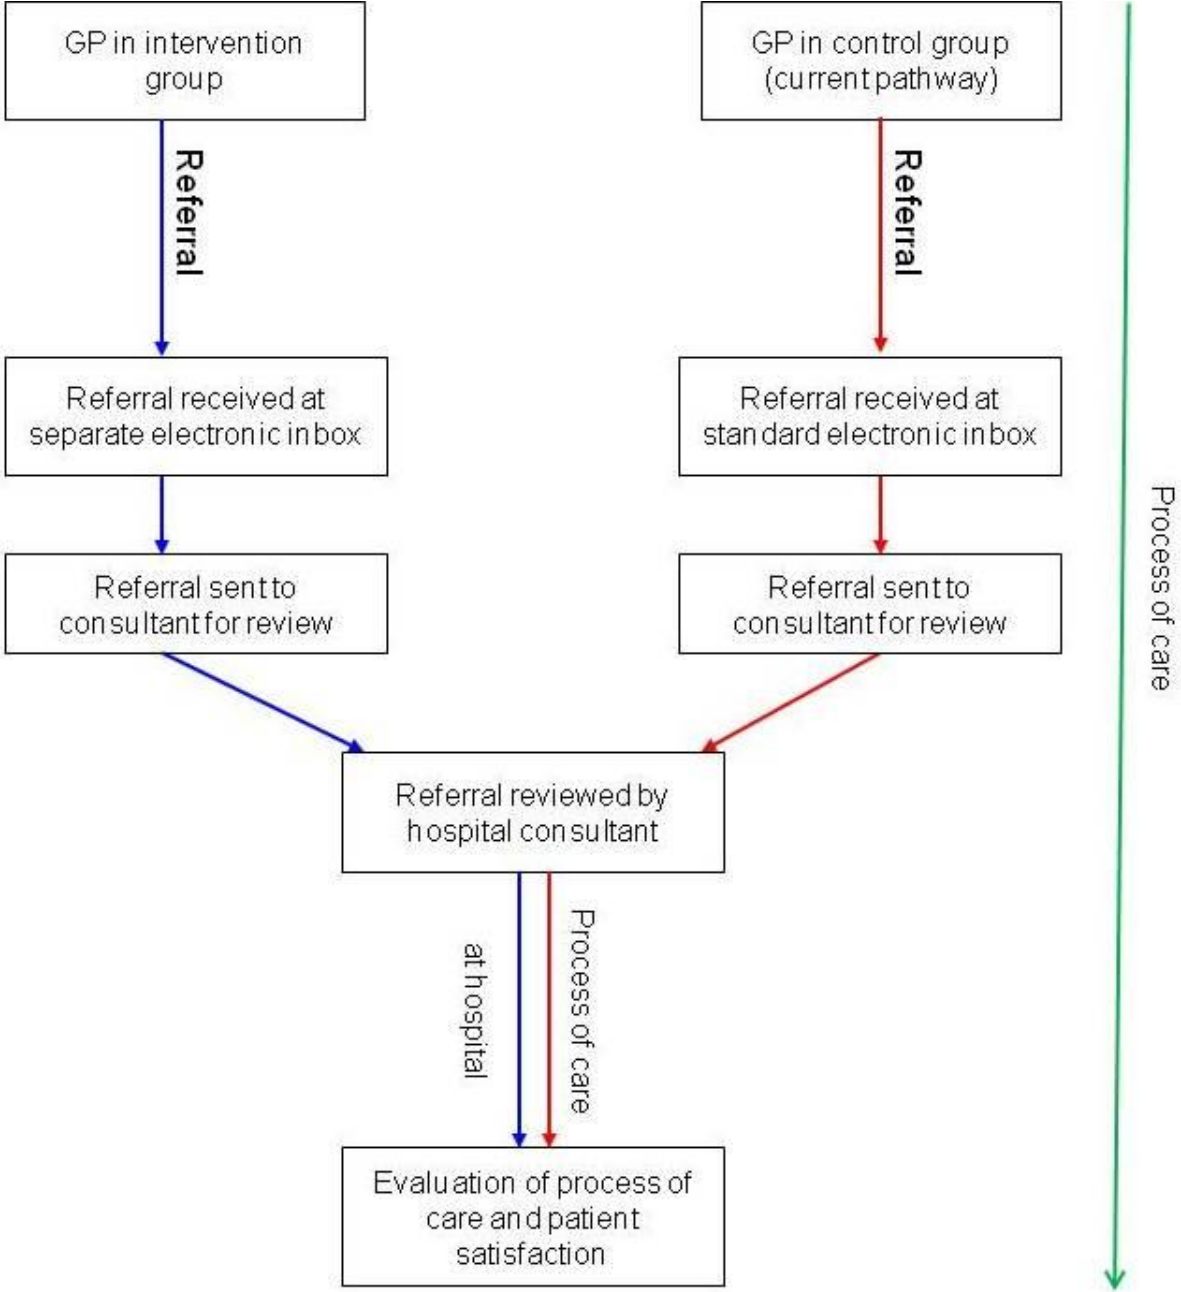 GP in intervention
group
GP in control group
(current pathway)
Referral
Referral
Referral received at
separate electronic inbox
Referral received at
standard electronic inbox
Referral sent to
consultant for review
Referral sent to
consultant for review
Process of care
Referral reviewed by
hospital consultant
Process of care
at hospital
Evaluation of process of
care and patient
satisfaction